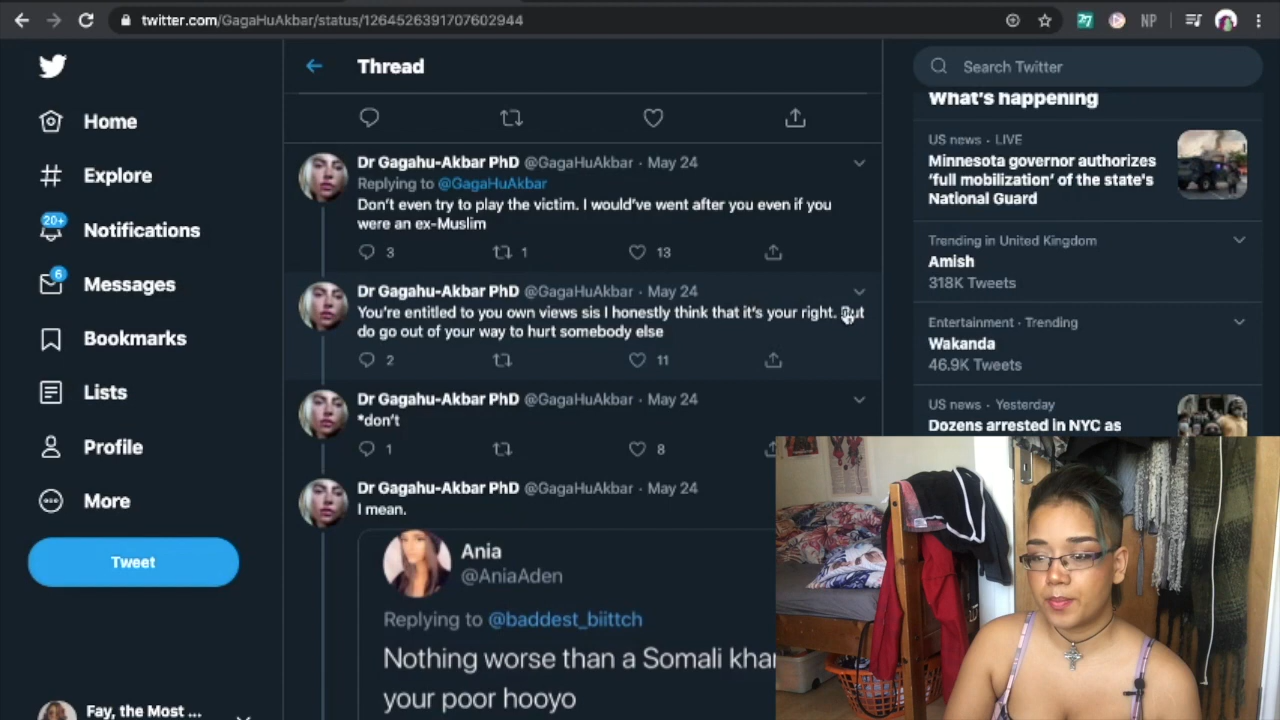 twitter.com/GagaHuAkbar/status/1264526391707602944
NP
Home
Explore
20+
Notifications
6
Messages
Bookmarks
Lists
Profile
More
Tweet
Fay, the Most ...
Thread
Dr Gagahu-Akbar PhD @GagaHuAkbar · May 24
Replying to @GagaHuAkbar
Don't even try to play the victim. I would've went after you even if you
were an ex-Muslim
3 1 13
Dr Gagahu-Akbar PhD @GagaHuAkbar · May 24
You're entitled to you own views sis I honestly think that it's your right. But
do go out of your way to hurt somebody else
2 11
Dr Gagahu-Akbar PhD @GagaHuAkbar · May 24
*don't
1 8
Dr Gagahu-Akbar PhD @GagaHuAkbar · May 24
I mean.
Ania
@AniaAden
Replying to @baddest_biittch
Nothing worse than a Somali
your poor hooyo
Search Twitter
What's happening
US news · LIVE
Minnesota governor authorizes
'full mobilization' of the state's
National Guard
Trending in United Kingdom
Amish
318K Tweets
Entertainment · Trending
Wakanda
46.9K Tweets
US news · Yesterday
Dozens arrested in NYC as